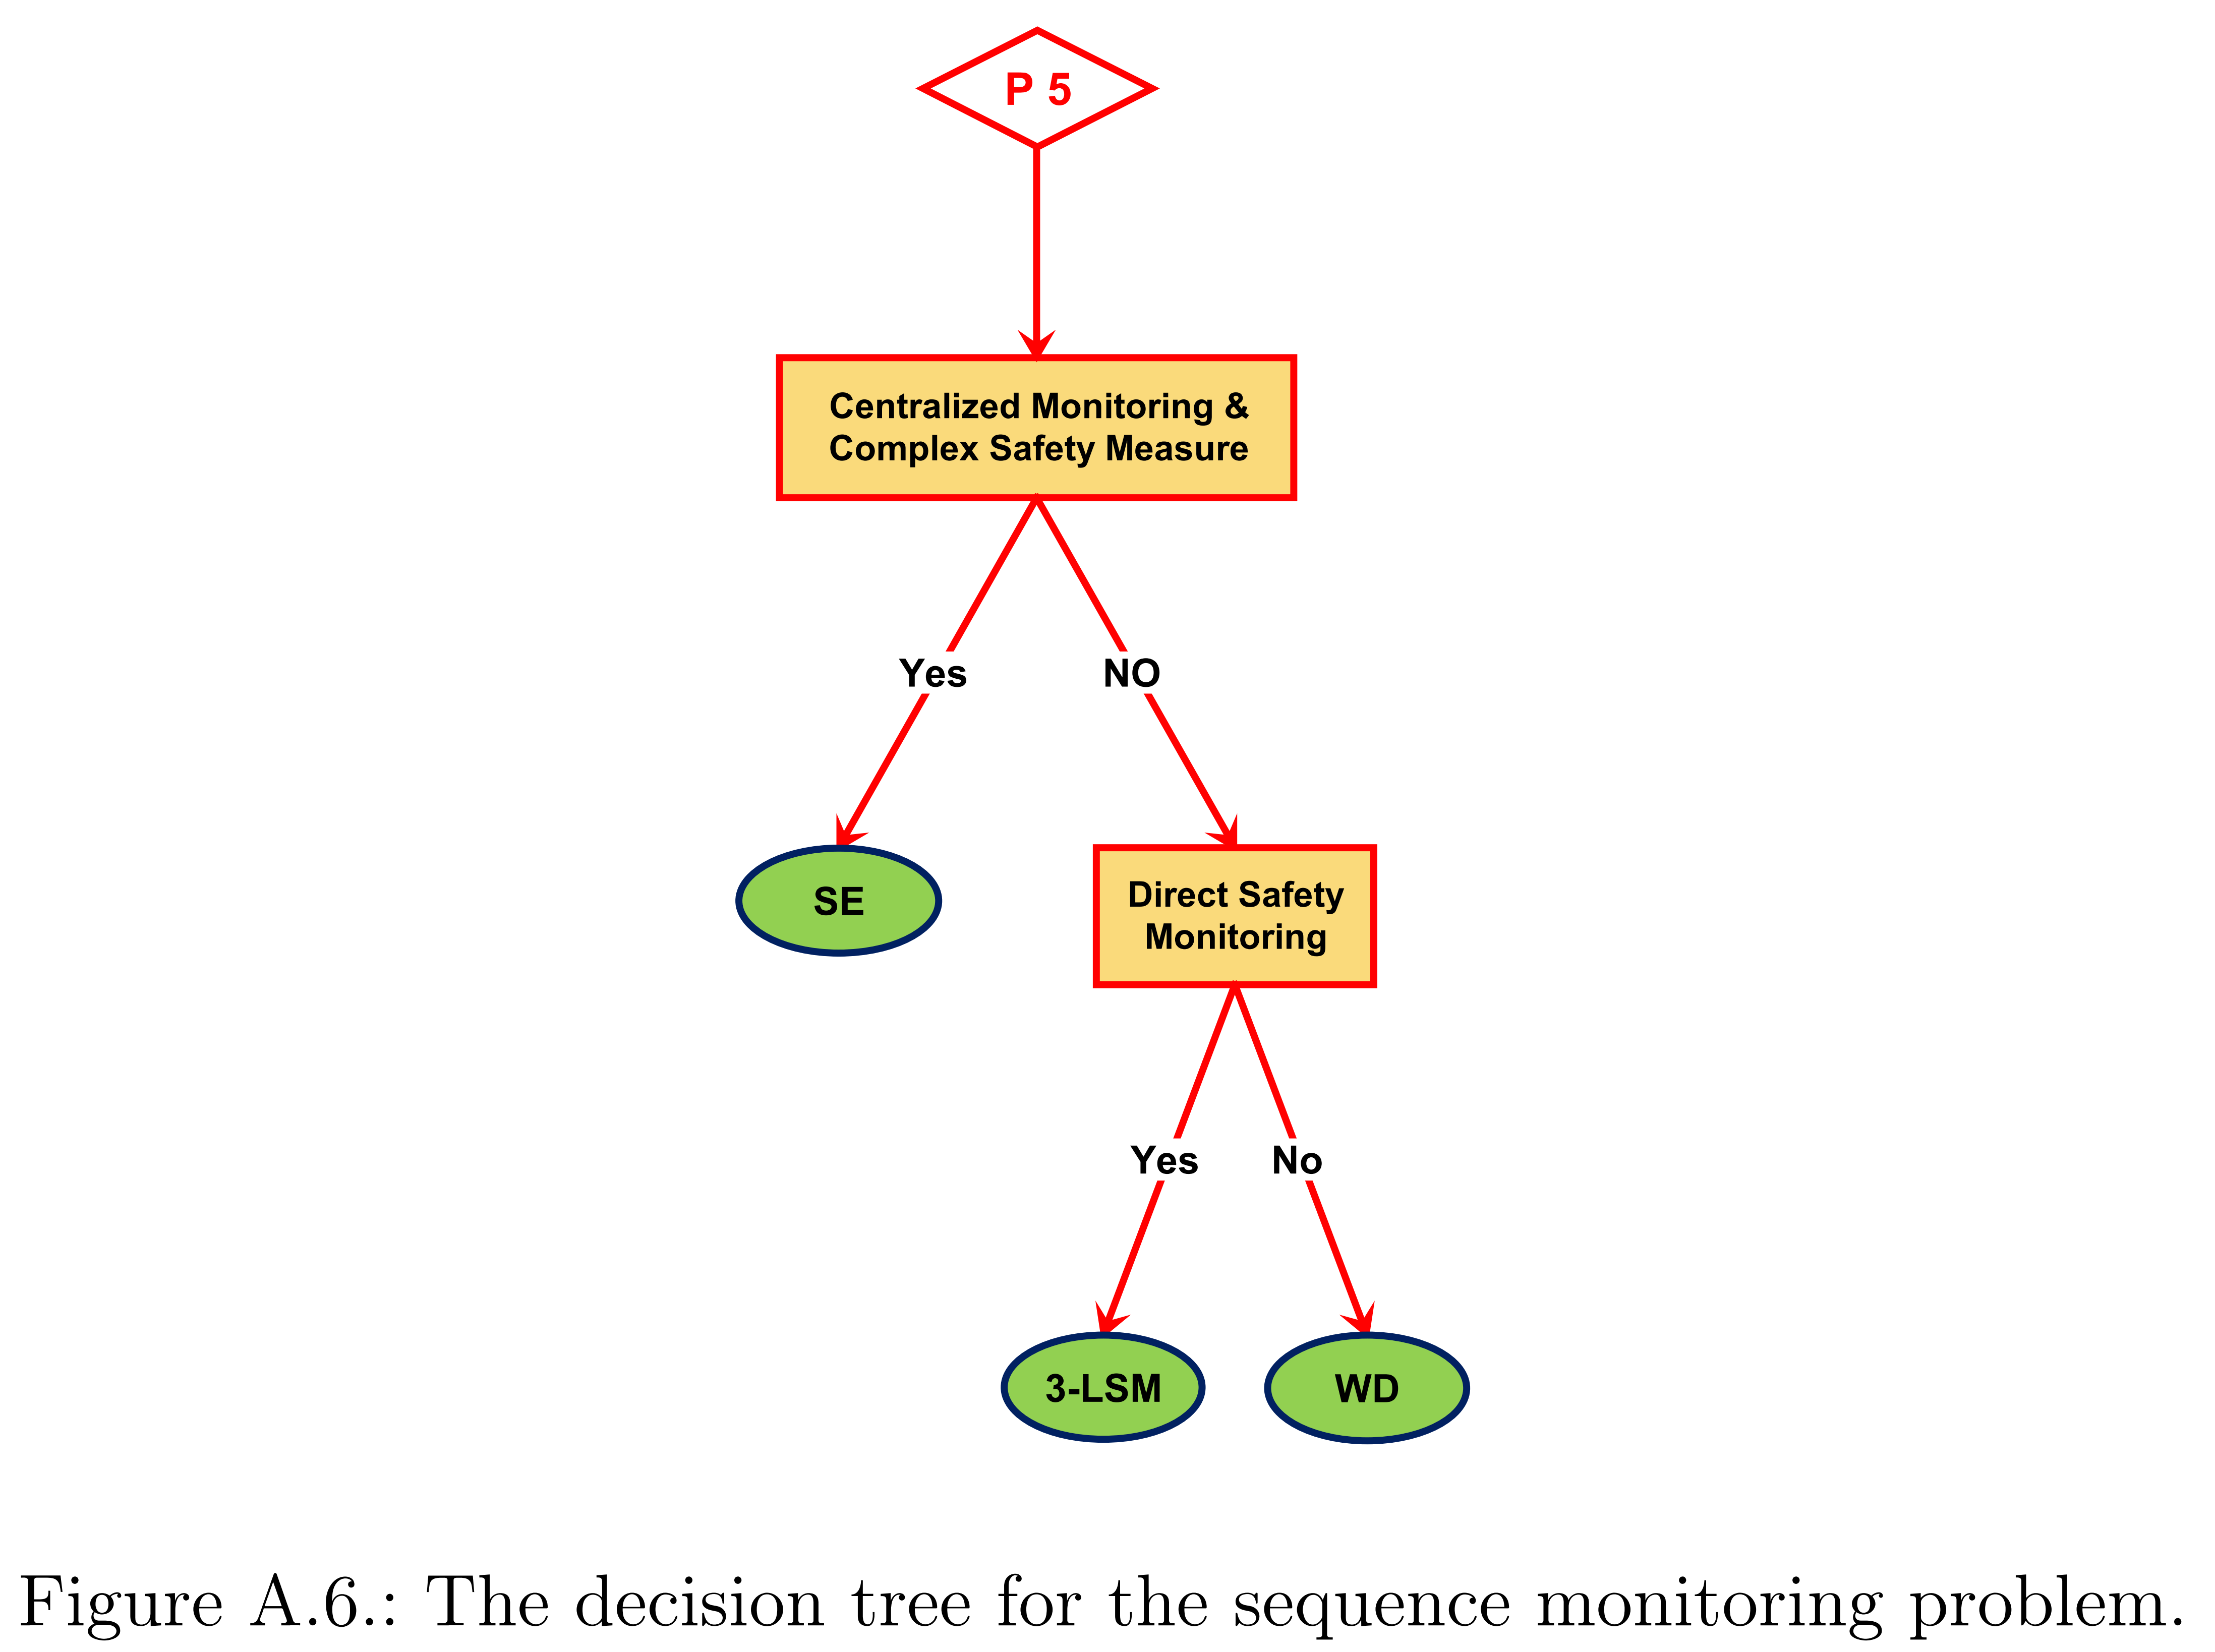 P 5
Centralized Monitoring &
Complex Safety Measure
Yes
NO
SE
Direct Safety
Monitoring
Yes
No
3-LSM
WD
Figure A.6.: The decision tree for the sequence monitoring problem.